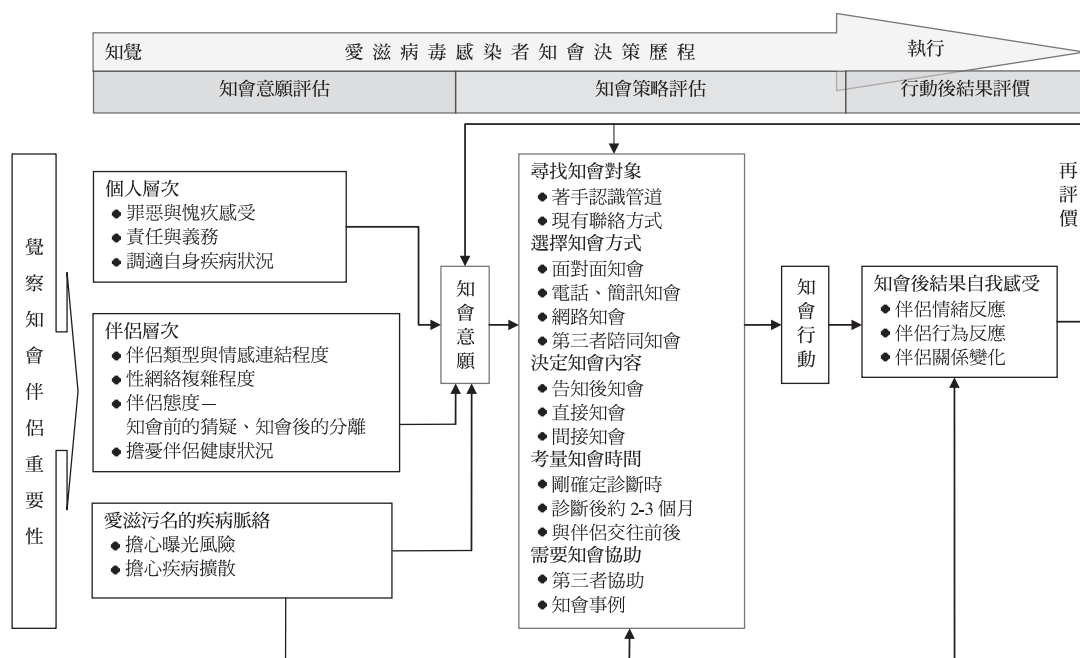 知覺
愛滋病毒感染者知會決策歷程
執行
知會意願評估
知會策略評估
行動後結果評價
覺察知會伴侶重要性
個人層次
●罪惡與愧疚感受
●責任與義務
●調適自身疾病狀況
伴侶層次
●伴侶類型與情感連結程度
●性網絡複雜程度
●伴侶態度—
知會前的猜疑、知會後的分離
●擔憂伴侶健康狀況
愛滋污名的疾病脈絡
●擔心曝光風險
●擔心疾病擴散
知會意願
尋找知會對象
●著手認識管道
●現有聯絡方式
選擇知會方式
●面對面知會
●電話、簡訊知會
●網路知會
●第三者陪同知會
決定知會內容
●告知後知會
●直接知會
●間接知會
考量知會時間
●剛確定診斷時
●診斷後約 2-3 個月
●與伴侶交往前後
需要知會協助
●第三者協助
●知會事例
知會行動
知會後結果自我感受
●伴侶情緒反應
●伴侶行為反應
●伴侶關係變化
再評價